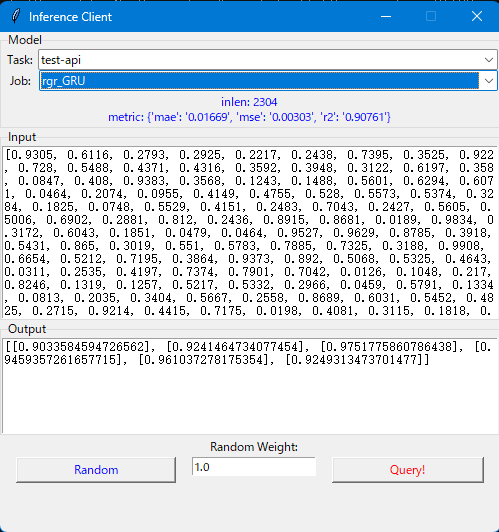 Inference Client
Model
Task: test-api
Job: rgr_GRU
inlen: 2304
metric: {'mae': '0.01669', 'mse': '0.00303', 'r2': '0.90761'}
Input
[0.9305, 0.6116, 0.2793, 0.2925, 0.2217, 0.2438, 0.7395, 0.3525, 0.922
, 0.728, 0.5488, 0.4371, 0.4316, 0.3592, 0.3948, 0.3122, 0.6197, 0.358
, 0.0847, 0.408, 0.9383, 0.3568, 0.1243, 0.1488, 0.5601, 0.6294, 0.607
1, 0.0464, 0.2074, 0.0955, 0.4149, 0.4755, 0.528, 0.5573, 0.5374, 0.32
84, 0.1825, 0.0748, 0.5529, 0.4151, 0.2483, 0.7043, 0.2427, 0.5605, 0.
5006, 0.6902, 0.2881, 0.812, 0.2436, 0.8915, 0.8681, 0.0189, 0.9834, 0
.3172, 0.6043, 0.1851, 0.0479, 0.0464, 0.9527, 0.9629, 0.8785, 0.3918,
0.5431, 0.865, 0.3019, 0.551, 0.5783, 0.7885, 0.7325, 0.3188, 0.9908,
0.6654, 0.5212, 0.7195, 0.3864, 0.9373, 0.892, 0.5068, 0.5325, 0.4643,
0.0311, 0.2535, 0.4197, 0.7374, 0.7901, 0.7042, 0.0126, 0.1048, 0.217,
0.8246, 0.1319, 0.1257, 0.5217, 0.5332, 0.2966, 0.0459, 0.5791, 0.1334
, 0.0813, 0.2035, 0.3404, 0.5667, 0.2558, 0.8689, 0.6031, 0.5452, 0.48
25, 0.2715, 0.9214, 0.4415, 0.7175, 0.0198, 0.4081, 0.3115, 0.1818, 0.
Output
[[0.9033584594726562], [0.9241464734077454], [0.9751775860786438], [0.
9459357261657715], [0.961037278175354], [0.9249313473701477]]
Random Weight:
Random
1.0
Query!